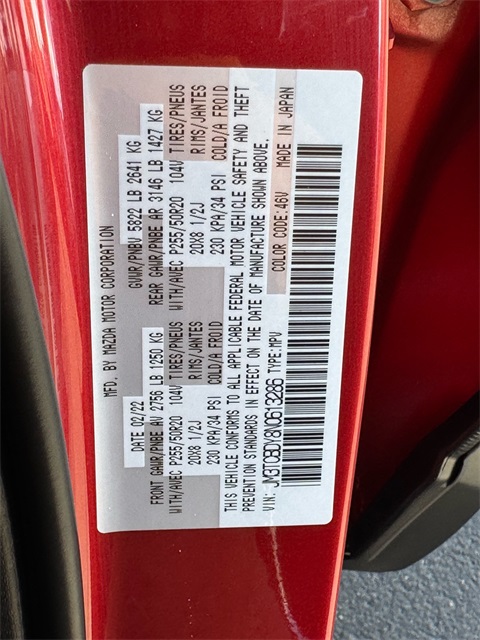 MFD. BY MAZDA MOTOR CORPORATION
DATE 02/22 GVWR/PNBV 5822 LB 2641 KG
FRONT GAWR/PNBE AV 2756 LB 1250 KG REAR GAWR/PNBE AR 3146 LB 1427 KG
WITH/AVEC P255/50R20 104V TIRES/PNEUS WITH/AVEC P255/50R20 104V TIRES/PNEUS
20X8 1/2J RIMS/JANTES 20X8 1/2J RIMS/JANTES
230 KPA/34 PSI COLD/A FROID 230 KPA/34 PSI COLD/A FROID
THIS VEHICLE CONFORMS TO ALL APPLICABLE FEDERAL MOTOR VEHICLE SAFETY AND THEFT
PREVENTION STANDARDS IN EFFECT ON THE DATE OF MANUFACTURE SHOWN ABOVE.
VIN: JM3TCBDY8N0613286 TYPE:MPV COLOR CODE:46V MADE IN JAPAN